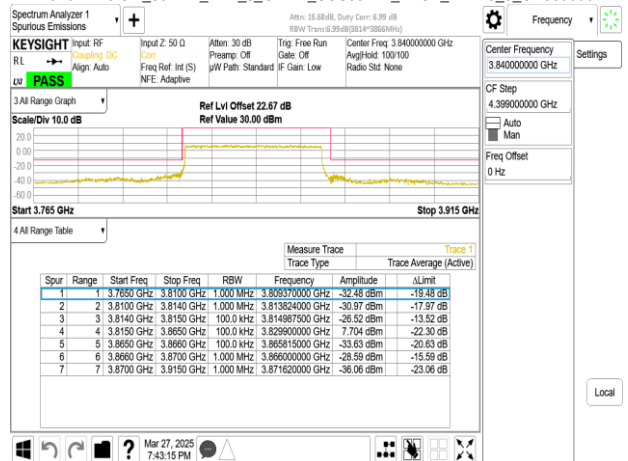 Spectrum Analyzer 1
Spurious Emissions
Attn: 15.68dB, Duty Corr: 6.99 dB
RBW Trans:6.99dB(3814~3866MHz)
Frequency
KEYSIGHT
RL
LXI
PASS
Input: RF
Coupling: DC
Align: Auto
Input Z: 50 Ω
Corr
Freq Ref: Int (S)
NFE: Adaptive
Atten: 30 dB
Preamp: Off
µW Path: Standard
Trig: Free Run
Gate: Off
IF Gain: Low
Center Freq: 3.840000000 GHz
Avg|Hold: 100/100
Radio Std: None
Center Frequency
3.840000000 GHz
Settings
CF Step
4.399000000 GHz
Auto
Man
Freq Offset
0 Hz
3 All Range Graph
Scale/Div 10.0 dB
Ref Lvl Offset 22.67 dB
Ref Value 30.00 dBm
20.0
0.00
-20.0
-40.0
-60.0
Start 3.765 GHz
Stop 3.915 GHz
4 All Range Table
Measure Trace Trace 1
Trace Type Trace Average (Active)
Spur Range Start Freq Stop Freq RBW Frequency Amplitude ΔLimit
1 1 3.7650 GHz 3.8100 GHz 1.000 MHz 3.809370000 GHz -32.48 dBm -19.48 dB
2 2 3.8100 GHz 3.8140 GHz 1.000 MHz 3.813824000 GHz -30.97 dBm -17.97 dB
3 3 3.8140 GHz 3.8150 GHz 100.0 kHz 3.814987500 GHz -26.52 dBm -13.52 dB
4 4 3.8150 GHz 3.8650 GHz 100.0 kHz 3.829900000 GHz 7.704 dBm -22.30 dB
5 5 3.8650 GHz 3.8660 GHz 100.0 kHz 3.865815000 GHz -33.63 dBm -20.63 dB
6 6 3.8660 GHz 3.8700 GHz 1.000 MHz 3.866000000 GHz -28.59 dBm -15.59 dB
7 7 3.8700 GHz 3.9150 GHz 1.000 MHz 3.871620000 GHz -36.06 dBm -23.06 dB
Local
Mar 27, 2025
7:43:15 PM